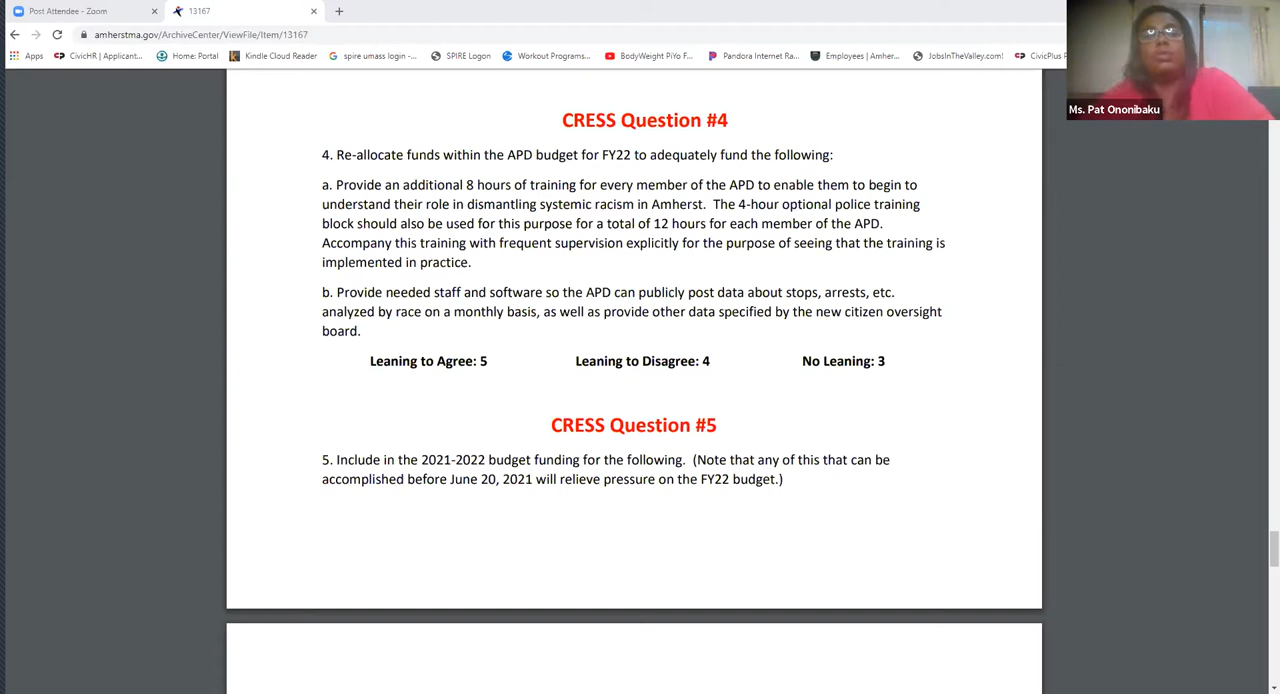 Post Attendee - Zoom
13167
amherstma.gov/ArchiveCenter/ViewFile/Item/13167
Apps CivicHR | Applicant... Home: Portal Kindle Cloud Reader spire umass login -... SPIRE Logon Workout Programs... BodyWeight PiYo F... Pandora Internet Ra... Employees | Amher... JobsInTheValley.com! CivicPlus
Ms. Pat Ononibaku
CRESS Question #4
4. Re-allocate funds within the APD budget for FY22 to adequately fund the following:
a. Provide an additional 8 hours of training for every member of the APD to enable them to begin to
understand their role in dismantling systemic racism in Amherst. The 4-hour optional police training
block should also be used for this purpose for a total of 12 hours for each member of the APD.
Accompany this training with frequent supervision explicitly for the purpose of seeing that the training is
implemented in practice.
b. Provide needed staff and software so the APD can publicly post data about stops, arrests, etc.
analyzed by race on a monthly basis, as well as provide other data specified by the new citizen oversight
board.
Leaning to Agree: 5 Leaning to Disagree: 4 No Leaning: 3
CRESS Question #5
5. Include in the 2021-2022 budget funding for the following. (Note that any of this that can be
accomplished before June 20, 2021 will relieve pressure on the FY22 budget.)